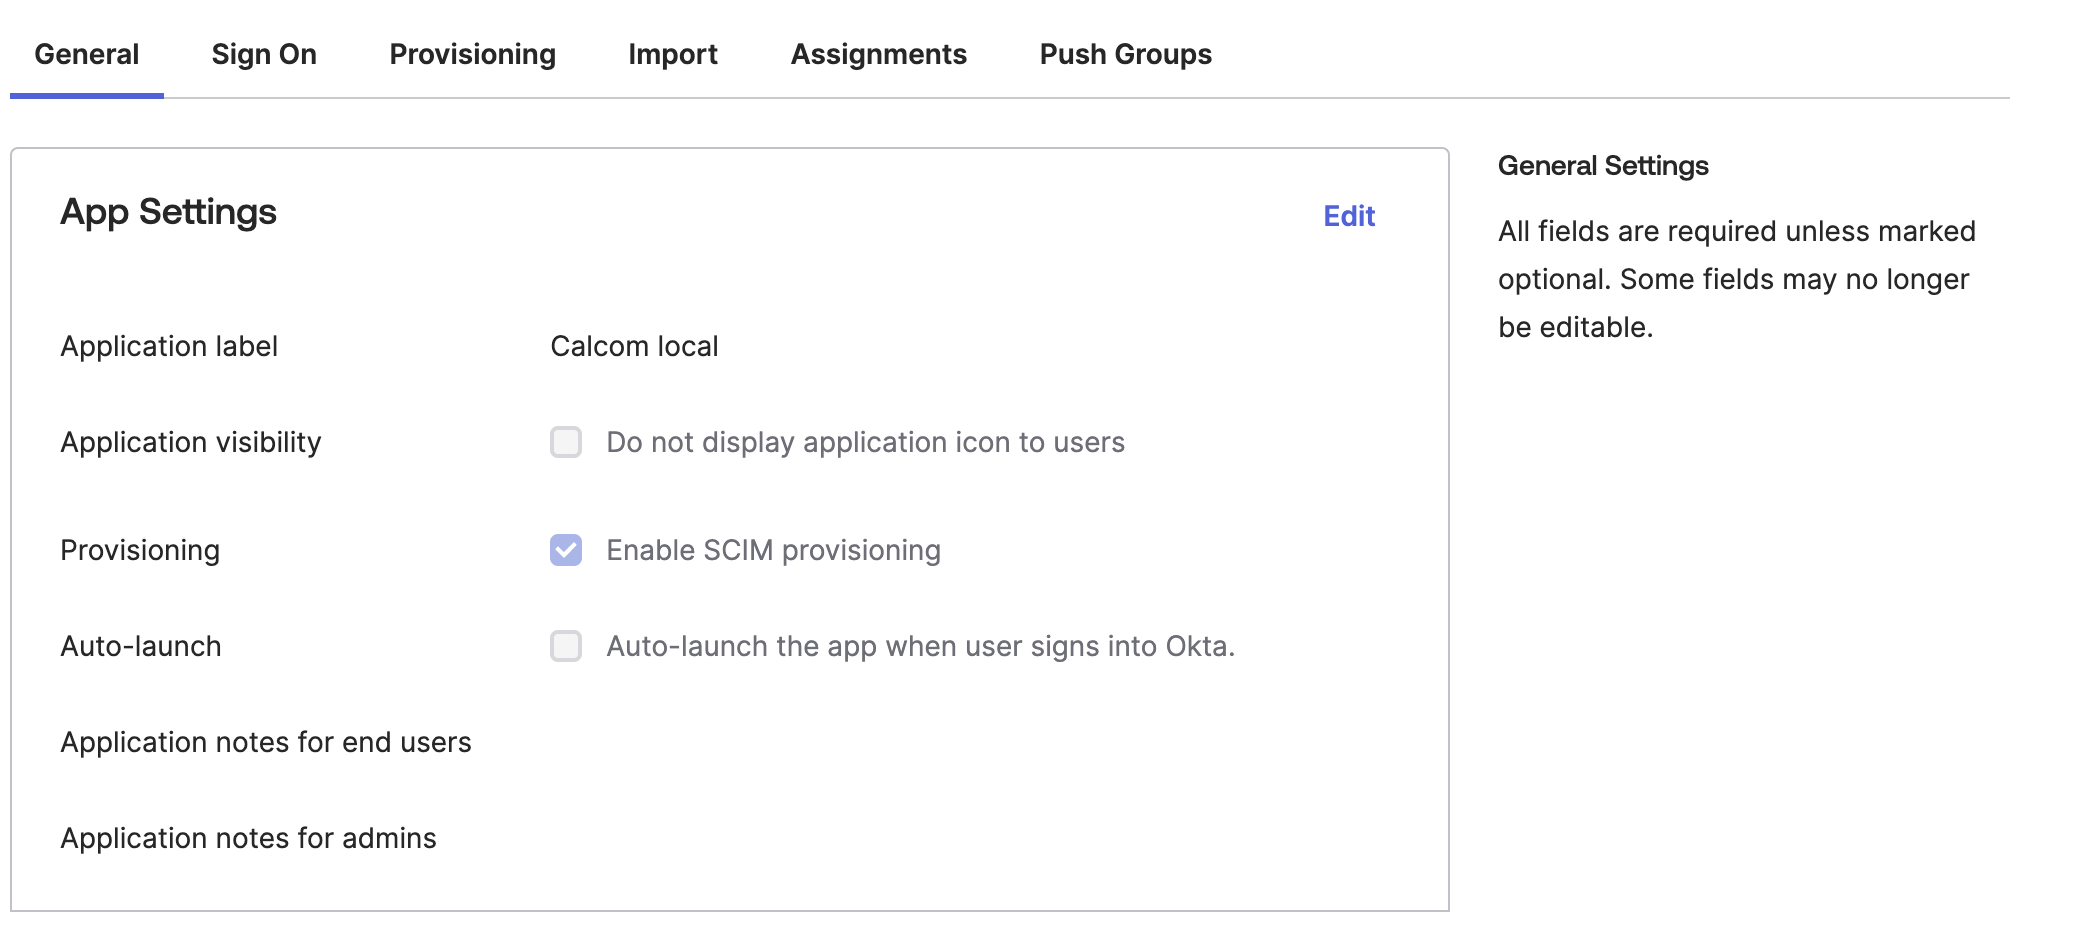 General Sign On Provisioning Import Assignments Push Groups
App Settings
Edit
Application label
Calcom local
Application visibility
Do not display application icon to users
Provisioning
Enable SCIM provisioning
Auto-launch
Auto-launch the app when user signs into Okta.
Application notes for end users
Application notes for admins
General Settings
All fields are required unless marked
optional. Some fields may no longer
be editable.